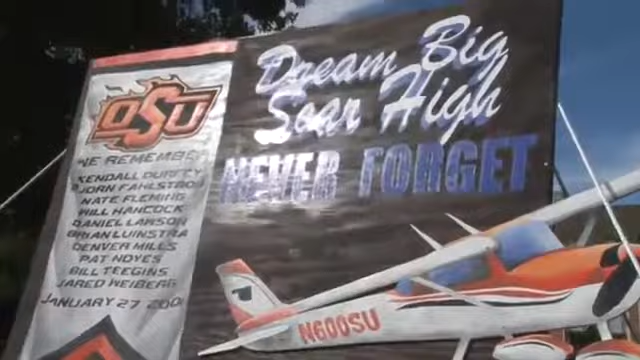 OSU
WE REMEMBER
KENDALL DURFEY
BJORN FAHLSTROM
NATE FLEMING
WILL HANCOCK
DANIEL LAWSON
BRIAN LUINSTRA
DENVER MILLS
PAT NOYES
BILL TEEGINS
JARED WEIBERG
JANUARY 27 2001
Dream Big
Soar High
NEVER FORGET
N600SU